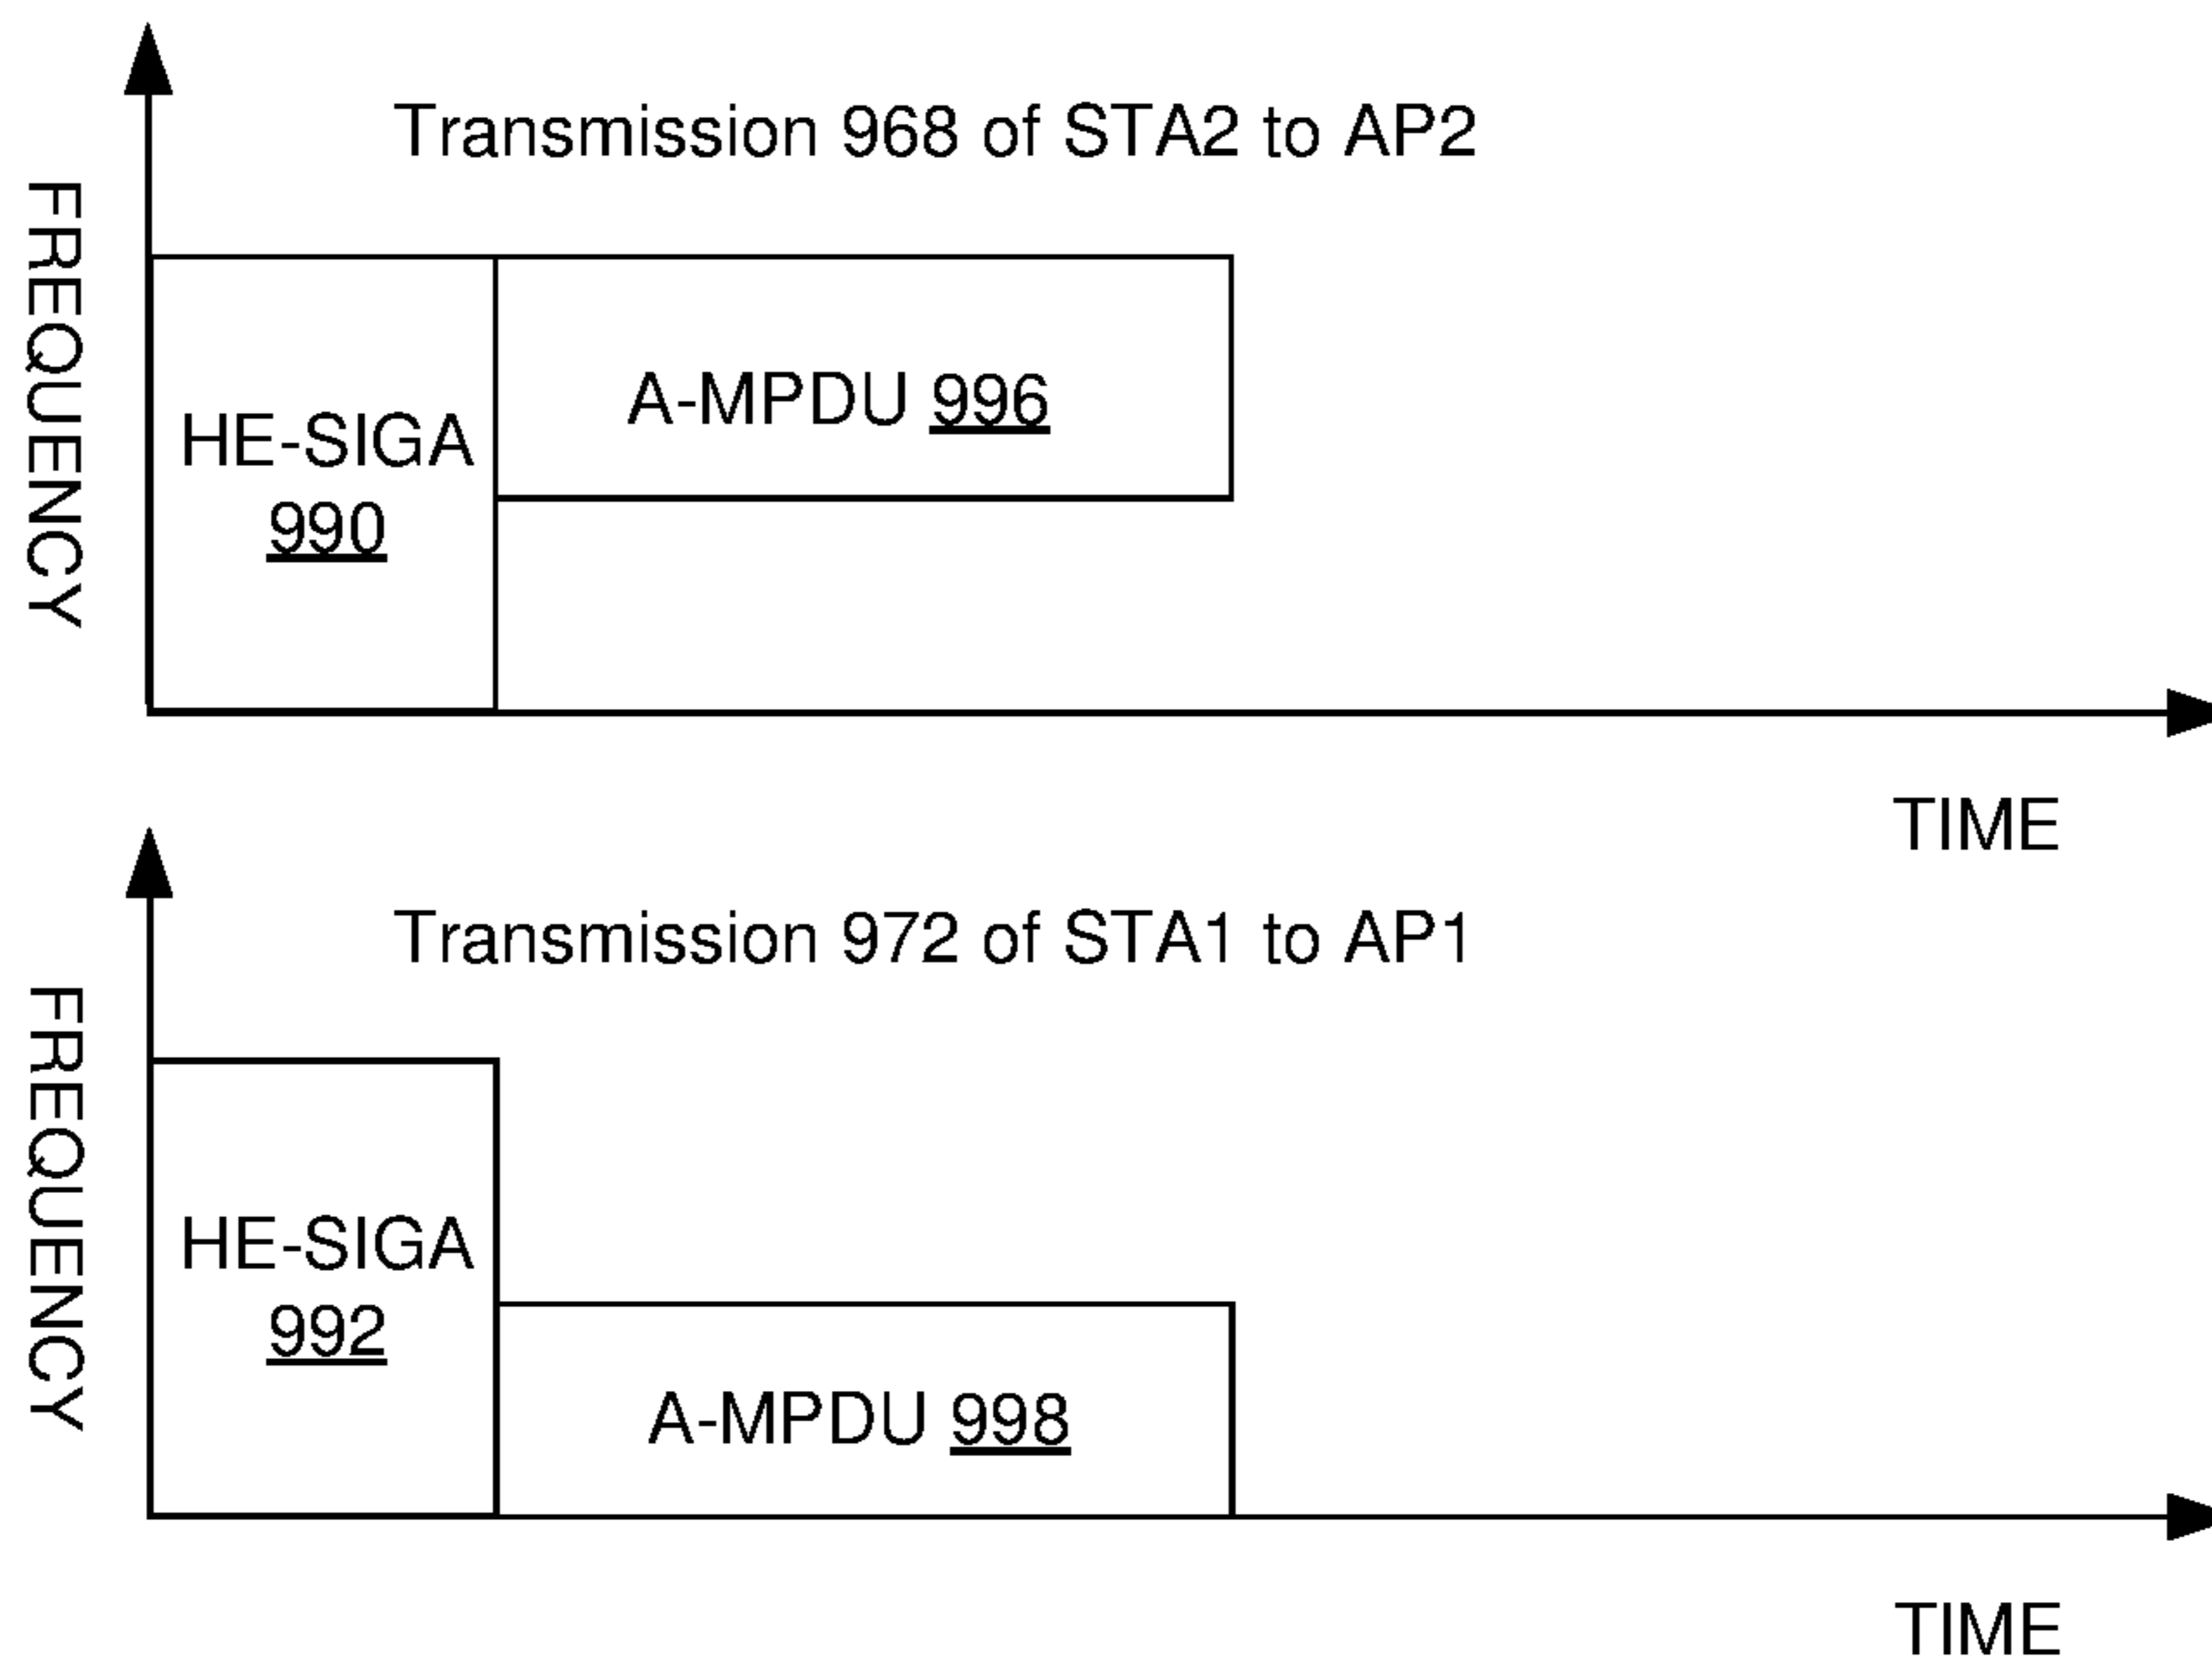 Transmission 968 of STA2 to AP2
FREQUENCY
HE-SIGA
990
A-MPDU 996
TIME
Transmission 972 of STA1 to AP1
FREQUENCY
HE-SIGA
992
A-MPDU 998
TIME